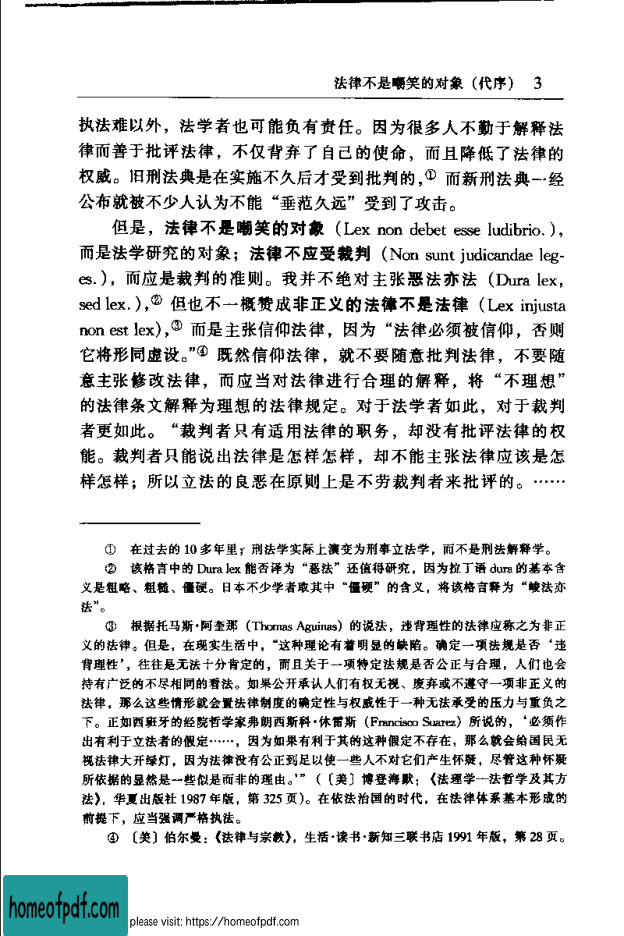 法律不是嘲笑的对象（代序） 3
执法难以外，法学者也可能负有责任。因为很多人不勤于解释法
律而善于批评法律，不仅背弃了自己的使命，而且降低了法律的
权威。旧刑法典是在实施不久后才受到批判的，① 而新刑法典一经
公布就被不少人认为不能“垂范久远”受到了攻击。
但是，法律不是嘲笑的对象（Lex non debet esse ludibrio.），
而是法学研究的对象；法律不应受裁判（Non sunt judicandae leg-
es.），而应是裁判的准则。我并不绝对主张恶法亦法（Dura lex,
sed lex.），② 但也不一概赞成非正义的法律不是法律（Lex injusta
non est lex），③ 而是主张信仰法律，因为“法律必须被信仰，否则
它将形同虚设。”④ 既然信仰法律，就不要随意批判法律，不要随
意主张修改法律，而应当对法律进行合理的解释，将“不理想”
的法律条文解释为理想的法律规定。对于法学者如此，对于裁判
者更如此。“裁判者只有适用法律的职务，却没有批评法律的权
能。裁判者只能说出法律是怎样怎样，却不能主张法律应该是怎
样怎样；所以立法的良恶在原则上是不劳裁判者来批评的。……
① 在过去的 10 多年里，刑法学实际上演变为刑事立法学，而不是刑法解释学。
② 该格言中的 Dura lex 能否译为“恶法”还值得研究，因为拉丁语 dura 的基本含
义是粗略、粗糙、僵硬。日本不少学者取其中“僵硬”的含义，将该格言释为“峻法亦
法”。
③ 根据托马斯·阿奎那（Thomas Aguinas）的说法，违背理性的法律应称之为非正
义的法律。但是，在现实生活中，“这种理论有着明显的缺陷。确定一项法规是否‘违
背理性’，往往是无法十分肯定的，而且关于一项特定法规是否公正与合理，人们也会
持有广泛的不尽相同的看法。如果公开承认人们有权无视、废弃或不遵守一项非正义的
法律，那么这些情形就会置法律制度的确定性与权威性于一种无法承受的压力与重负之
下。正如西班牙的经院哲学家弗朗西斯科·休雷斯（Francisco Suarez）所说的，‘必须作
出有利于立法者的假定……，因为如果有利于其的这种假定不存在，那么就会给国民无
视法律大开绿灯，因为法律没有公正到足以使一些人不对它们产生怀疑，尽管这种怀疑
所依据的显然是一些似是而非的理由。’”（〔美〕博登海默：《法理学—法哲学及其方
法》，华夏出版社 1987 年版，第 325 页）。在依法治国的时代，在法律体系基本形成的
前提下，应当强调严格执法。
④ 〔美〕伯尔曼：《法律与宗教》，生活·读书·新知三联书店 1991 年版，第 28 页。
homeofpdf.com
please visit: https://homeofpdf.com